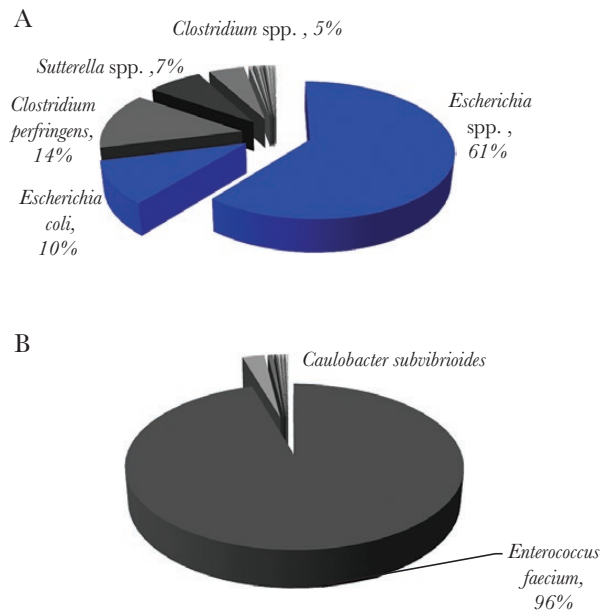 A
Clostridium spp. , 5%
Sutterella spp. ,7%
Clostridium
perfringens,
14%
Escherichia
coli,
10%
Escherichia
spp. ,
61%
B
Caulobacter subvibrioides
Enterococcus
faecium,
96%